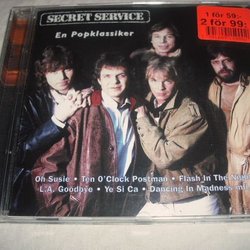 SECRET SERVICE
En Popklassiker
1 för 59:-
2 för 99:-
Oh Susie • Ten O'Clock Postman • Flash In The Night
L.A. Goodbye • Ye Si Ca • Dancing In Madness